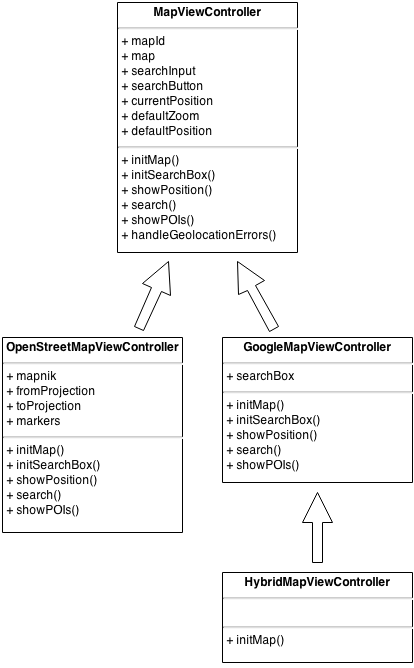 MapViewController
+ mapId
+ map
+ searchInput
+ searchButton
+ currentPosition
+ defaultZoom
+ defaultPosition
+ initMap()
+ initSearchBox()
+ showPosition()
+ search()
+ showPOIs()
+ handleGeolocationErrors()
OpenStreetMapViewController
+ mapnik
+ fromProjection
+ toProjection
+ markers
+ initMap()
+ initSearchBox()
+ showPosition()
+ search()
+ showPOIs()
GoogleMapViewController
+ searchBox
+ initMap()
+ initSearchBox()
+ showPosition()
+ search()
+ showPOIs()
HybridMapViewController
+ initMap()